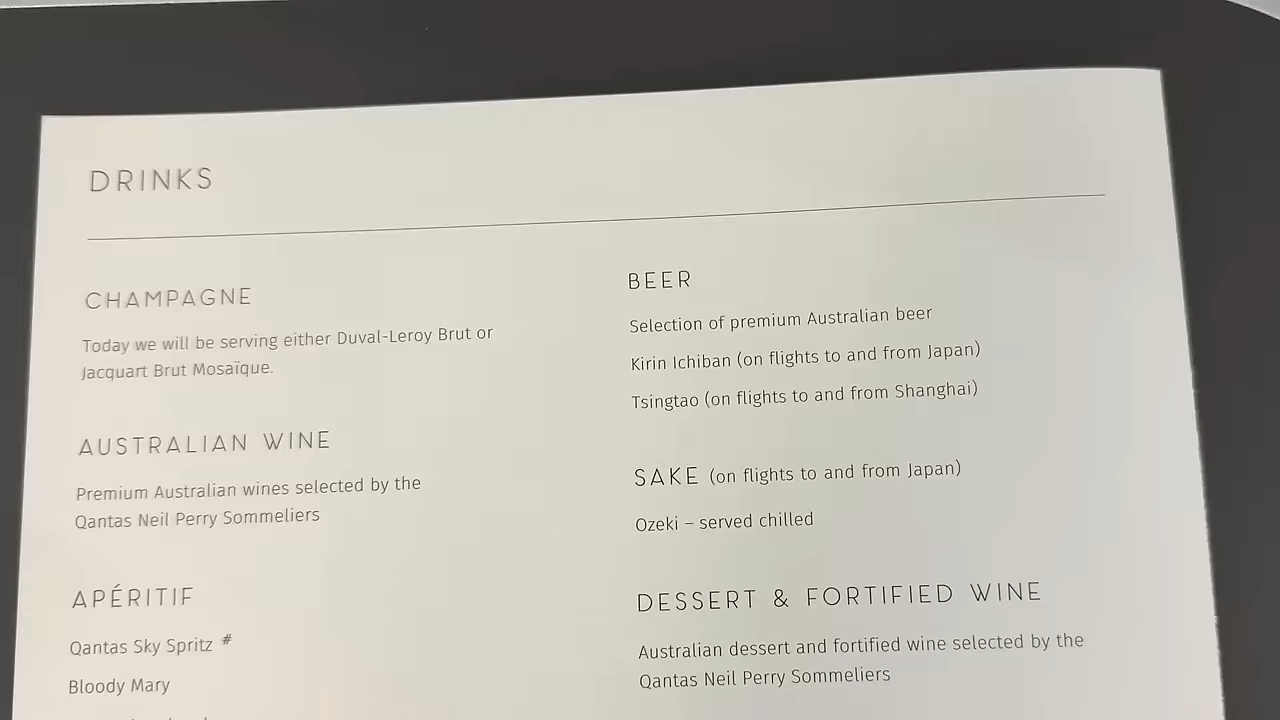 DRINKS
CHAMPAGNE
Today we will be serving either Duval-Leroy Brut or
Jacquart Brut Mosaïque.
AUSTRALIAN WINE
Premium Australian wines selected by the
Qantas Neil Perry Sommeliers
APÉRITIF
Qantas Sky Spritz #
Bloody Mary
BEER
Selection of premium Australian beer
Kirin Ichiban (on flights to and from Japan)
Tsingtao (on flights to and from Shanghai)
SAKE (on flights to and from Japan)
Ozeki – served chilled
DESSERT & FORTIFIED WINE
Australian dessert and fortified wine selected by the
Qantas Neil Perry Sommeliers